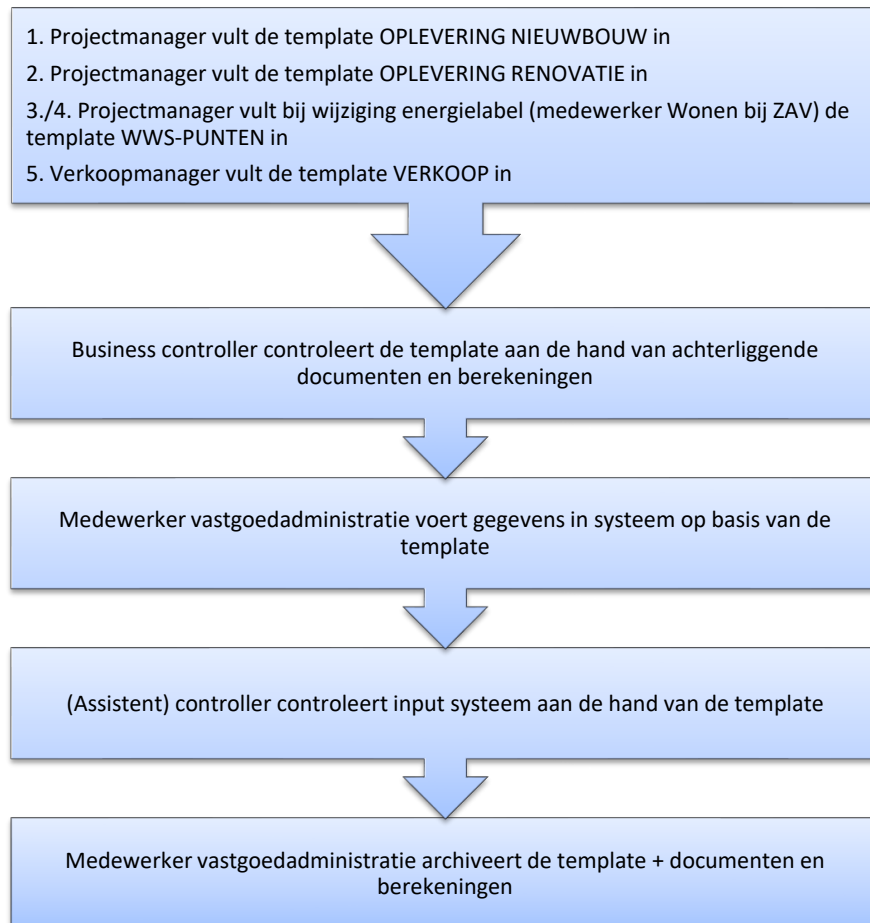 1. Projectmanager vult de template OPLEVERING NIEUWBOUW in
2. Projectmanager vult de template OPLEVERING RENOVATIE in
3./4. Projectmanager vult bij wijziging energielabel (medewerker Wonen bij ZAV) de
template WWS-PUNTEN in
5. Verkoopmanager vult de template VERKOOP in
Business controller controleert de template aan de hand van achterliggende
documenten en berekeningen
Medewerker vastgoedadministratie voert gegevens in systeem op basis van de
template
(Assistent) controller controleert input systeem aan de hand van de template
Medewerker vastgoedadministratie archiveert de template + documenten en
berekeningen